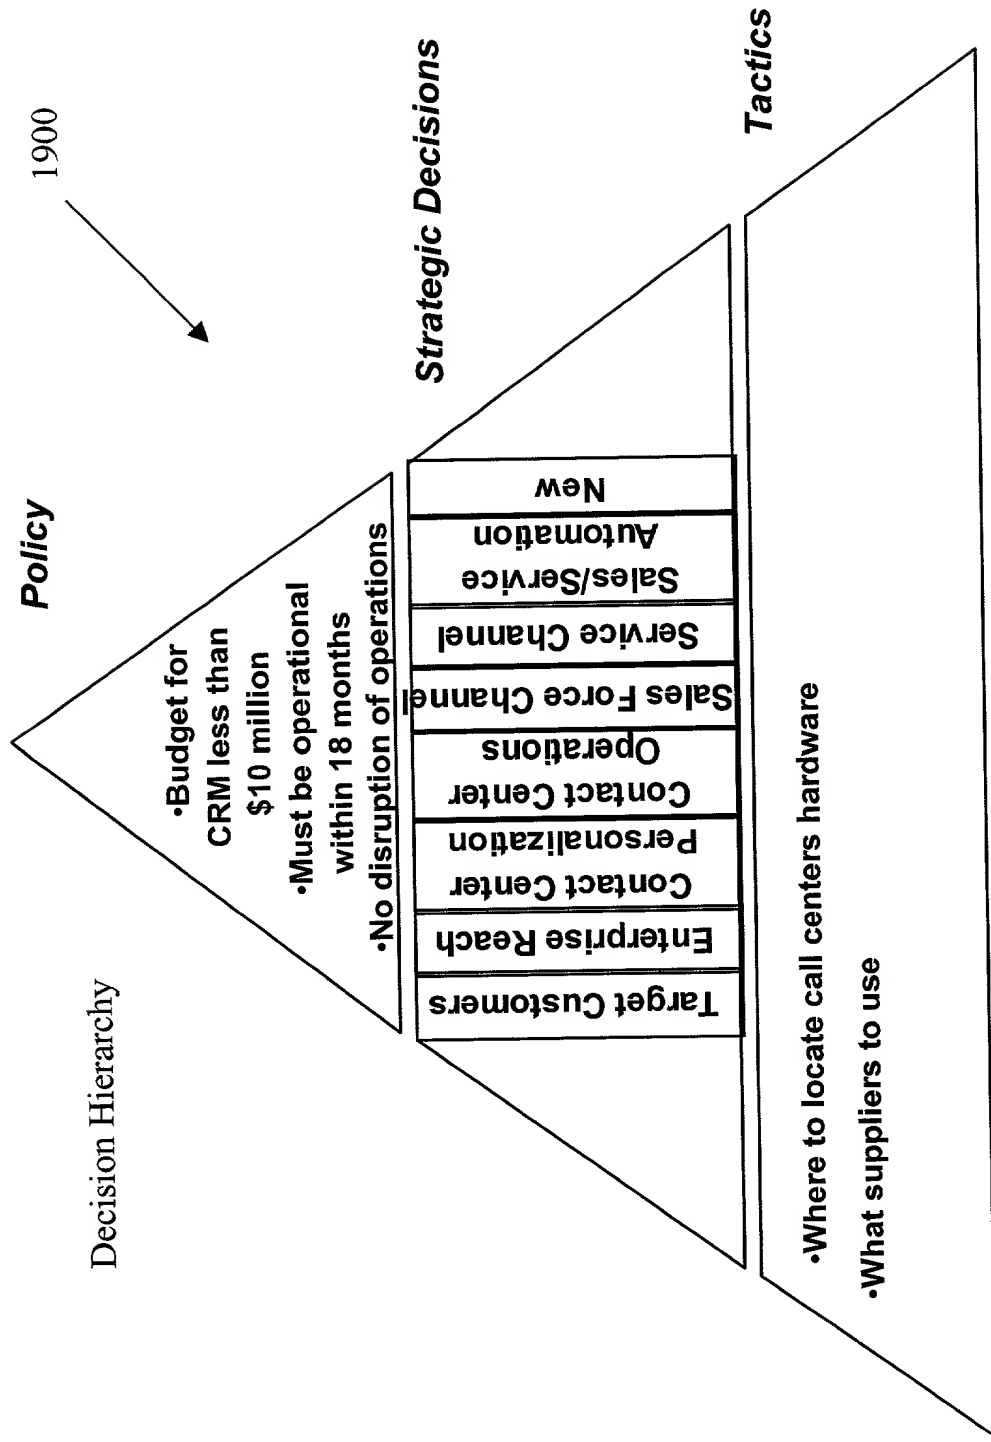 Decision Hierarchy
1900
Policy
•Budget for
CRM less than
$10 million
•Must be operational
within 18 months
•No disruption of operations
Strategic Decisions
Target Customers
Enterprise Reach
Contact Center
Personalization
Contact Center
Operations
Sales Force Channel
Service Channel
Sales/Service
Automation
New
Tactics
•Where to locate call centers hardware
•What suppliers to use